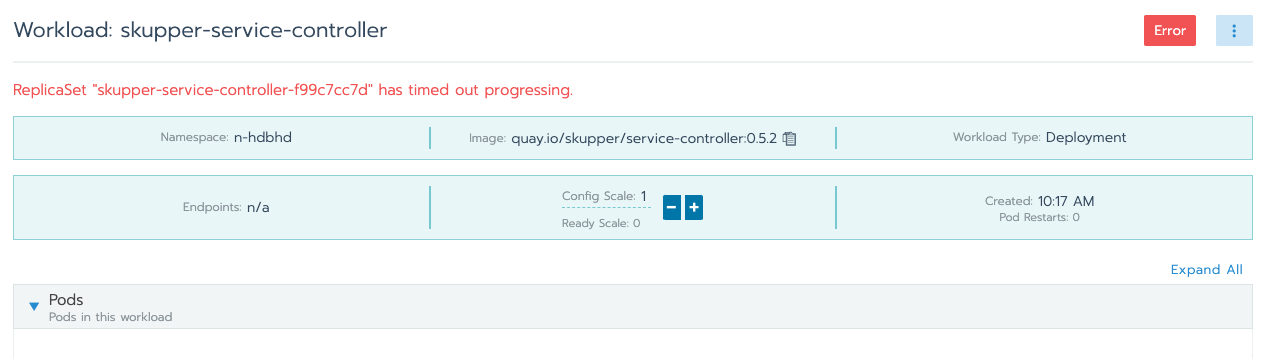 Workload: skupper-service-controller
Error
ReplicaSet "skupper-service-controller-f99c7cc7d" has timed out progressing.
Namespace: n-hdbhd
Image: quay.io/skupper/service-controller:0.5.2
Workload Type: Deployment
Endpoints: n/a
Config Scale: 1
Ready Scale: 0
Created: 10:17 AM
Pod Restarts: 0
Expand All
Pods
Pods in this workload